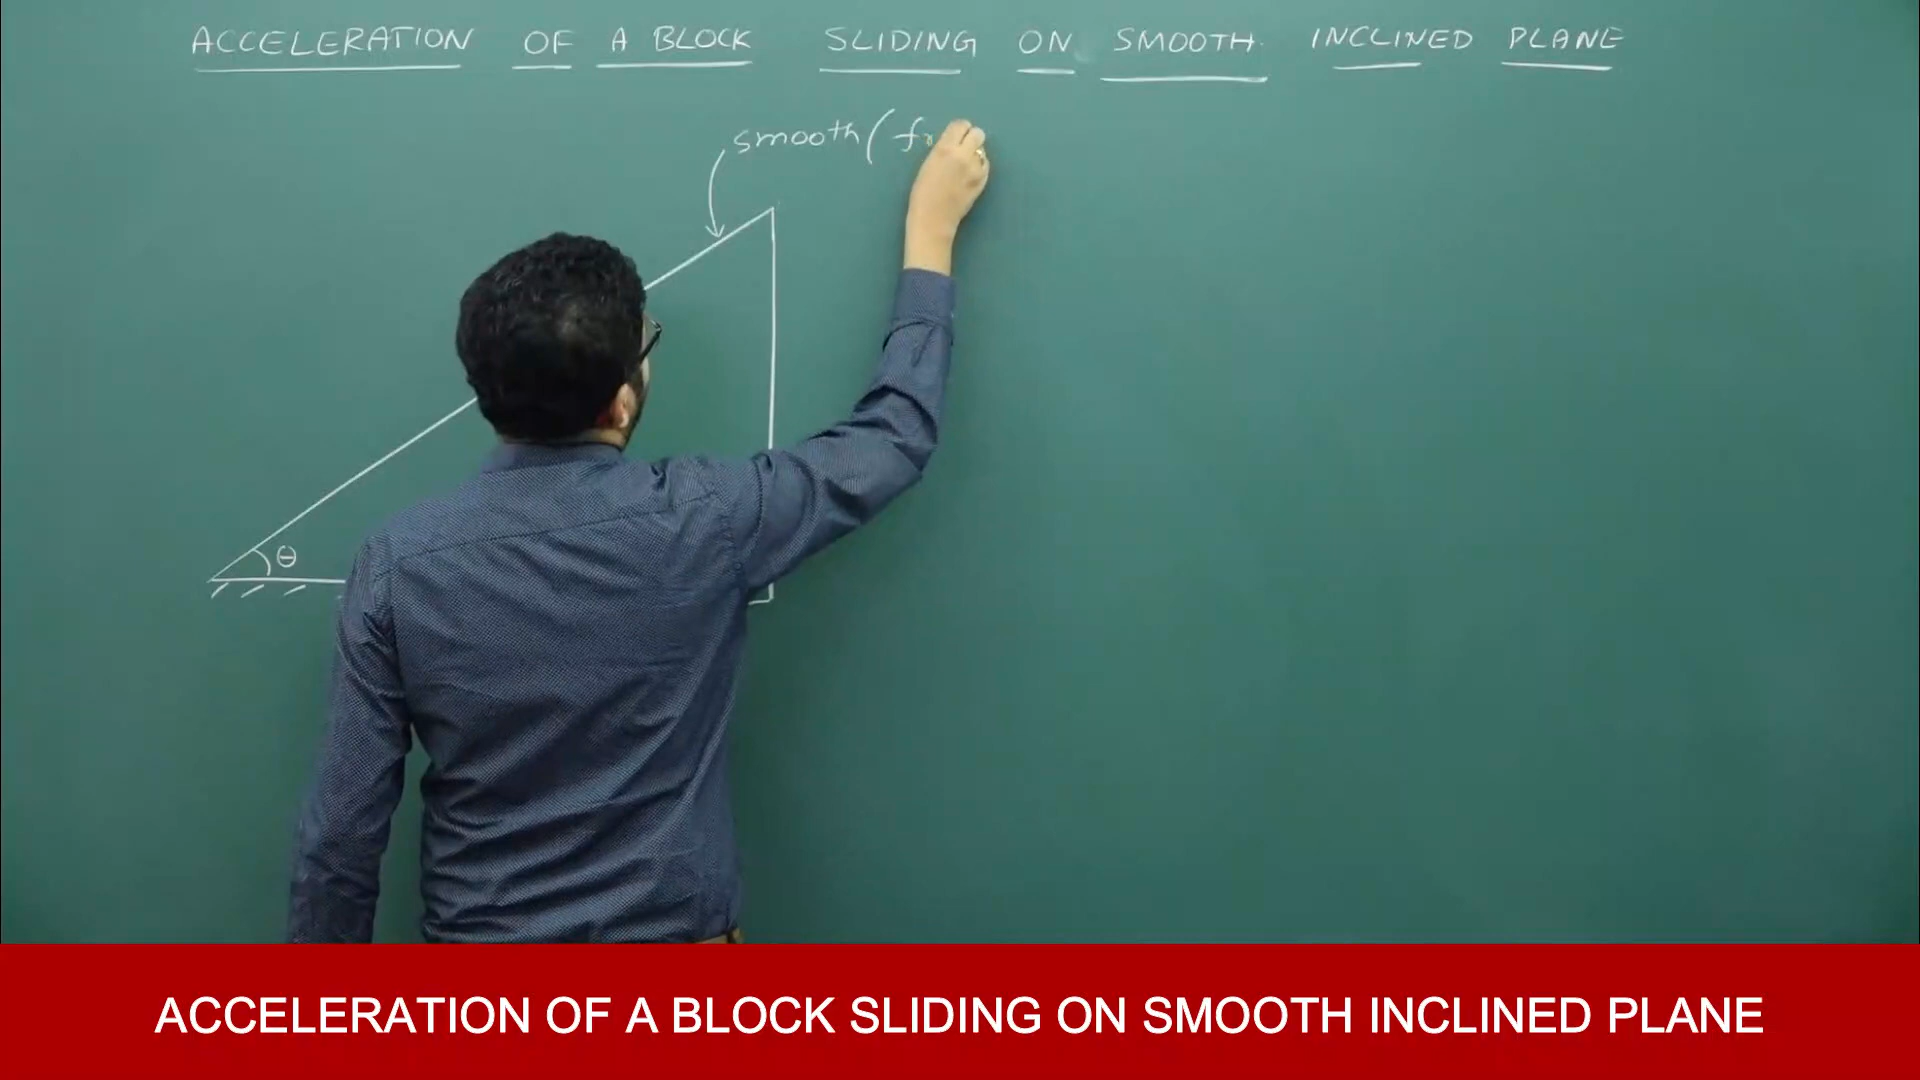 ACCELERATION OF A BLOCK SLIDING ON SMOOTH INCLINED PLANE
smooth (
θ
ACCELERATION OF A BLOCK SLIDING ON SMOOTH INCLINED PLANE